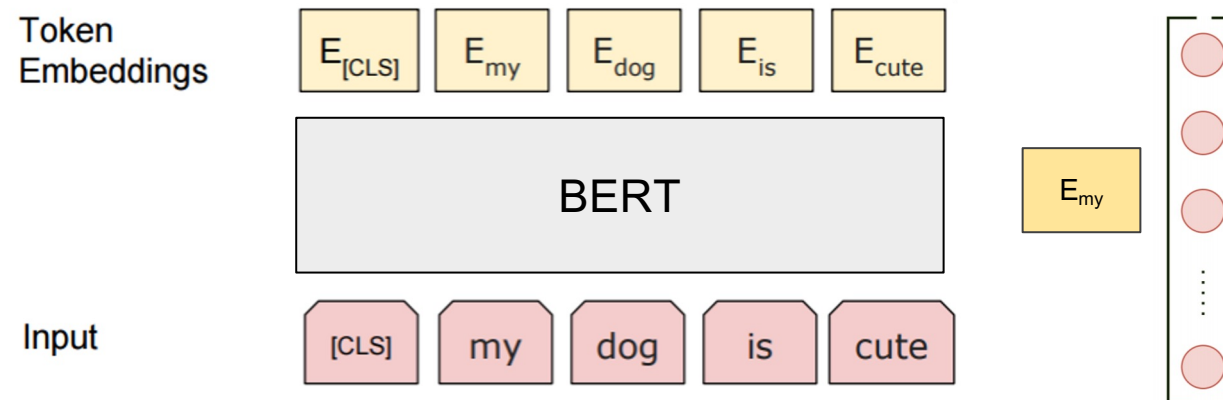 Token
Embeddings
E[CLS] Emy Edog Eis Ecute
BERT
Emy
Input
[CLS] my dog is cute